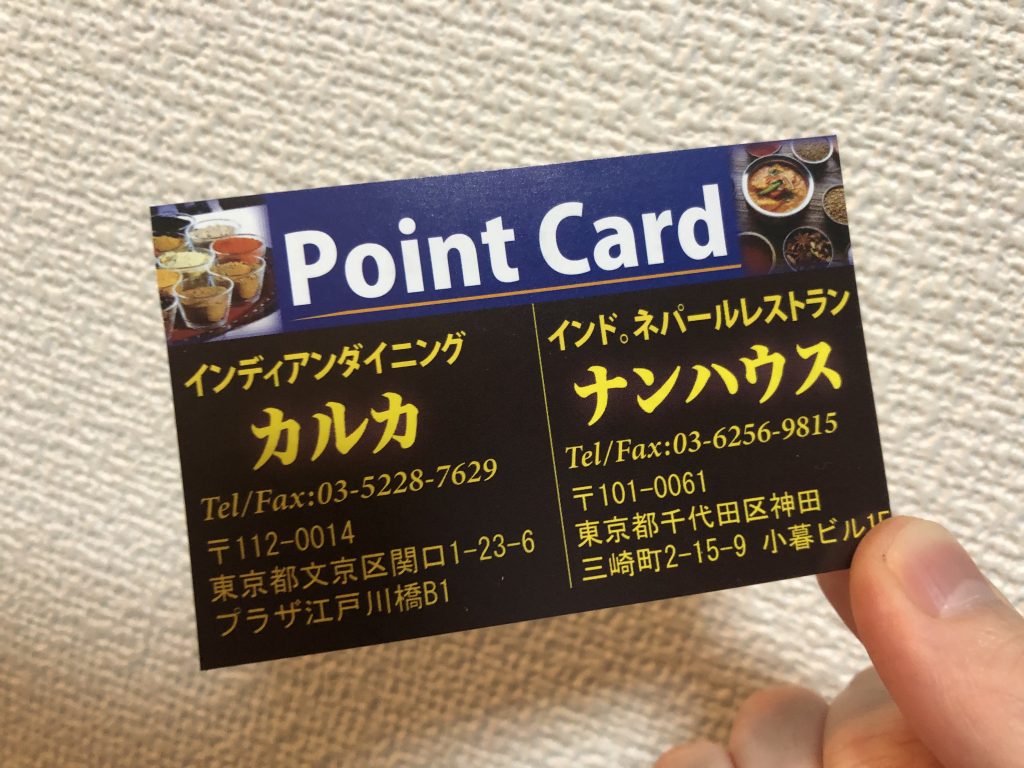 Point Card
インディアンダイニング
カルカ
Tel/Fax:03-5228-7629
〒112-0014
東京都文京区関口1-23-6
プラザ江戸川橋B1
インド。ネパールレストラン
ナンハウス
Tel/Fax:03-6256-9815
〒101-0061
東京都千代田区神田
三崎町2-15-9 小暮ビル1F